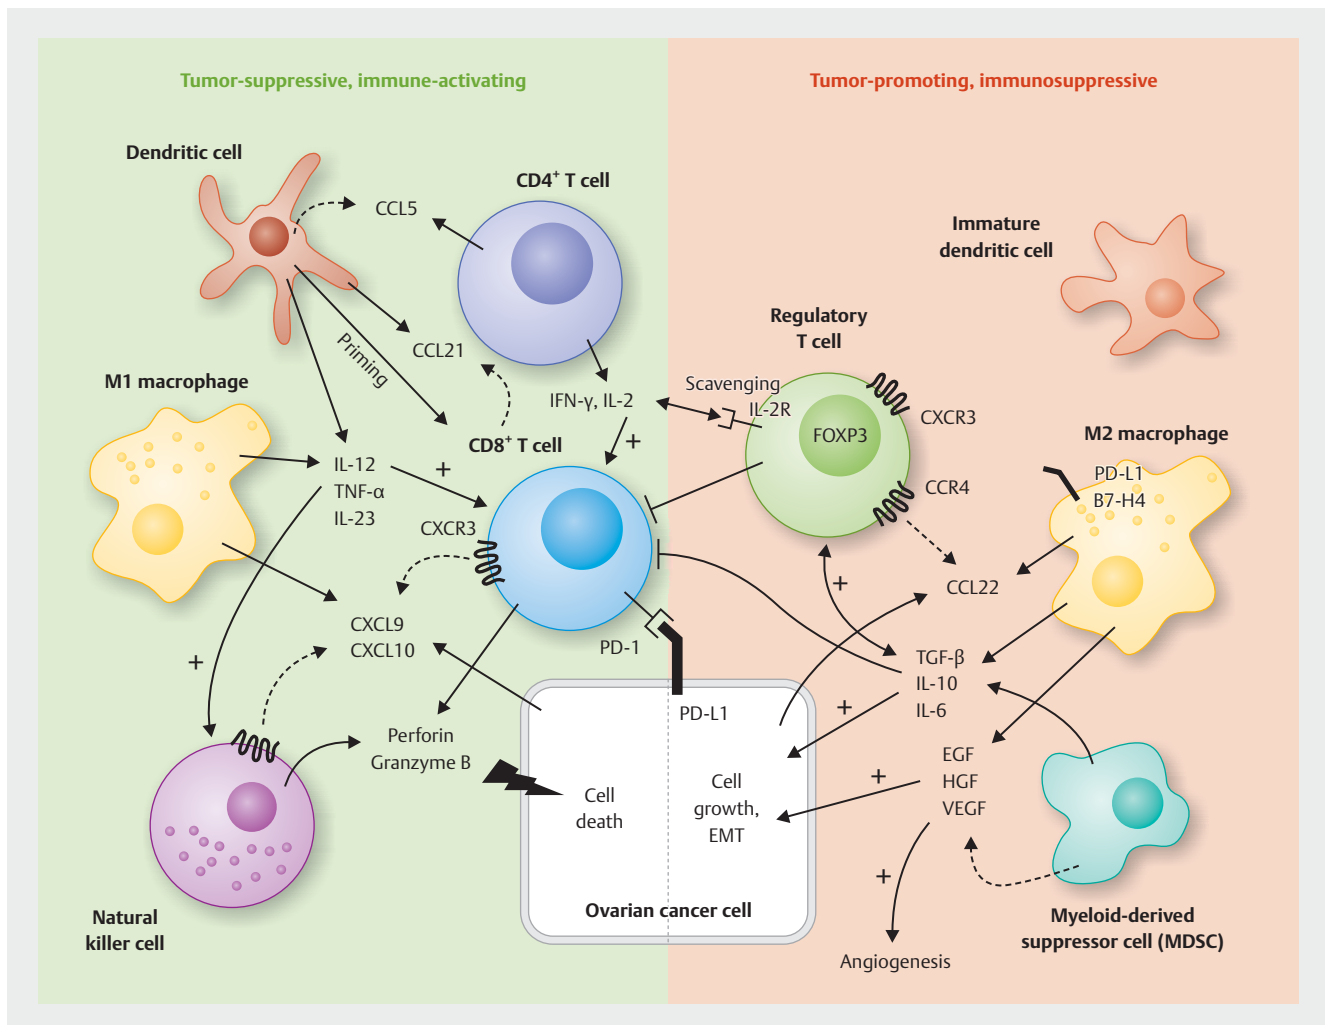 Tumor-suppressive, immune-activating
Tumor-promoting, immunosuppressive
Dendritic cell
CCL5
CD4⁺ T cell
Immature
dendritic cell
Regulatory
T cell
CCL21
Priming
M1 macrophage
IFN-γ, IL-2
Scavenging
IL-2R
FOXP3
CXCR3
CD8⁺ T cell
+
M2 macrophage
PD-L1
B7-H4
IL-12
TNF-α
IL-23
+
CXCR3
CCR4
CCL22
+
CXCL9
CXCL10
PD-1
+
TGF-β
IL-10
IL-6
PD-L1
+
Perforin
Granzyme B
EGF
HGF
VEGF
+
Cell
death
Cell
growth,
EMT
+
Ovarian cancer cell
Natural
killer cell
Myeloid-derived
suppressor cell (MDSC)
Angiogenesis